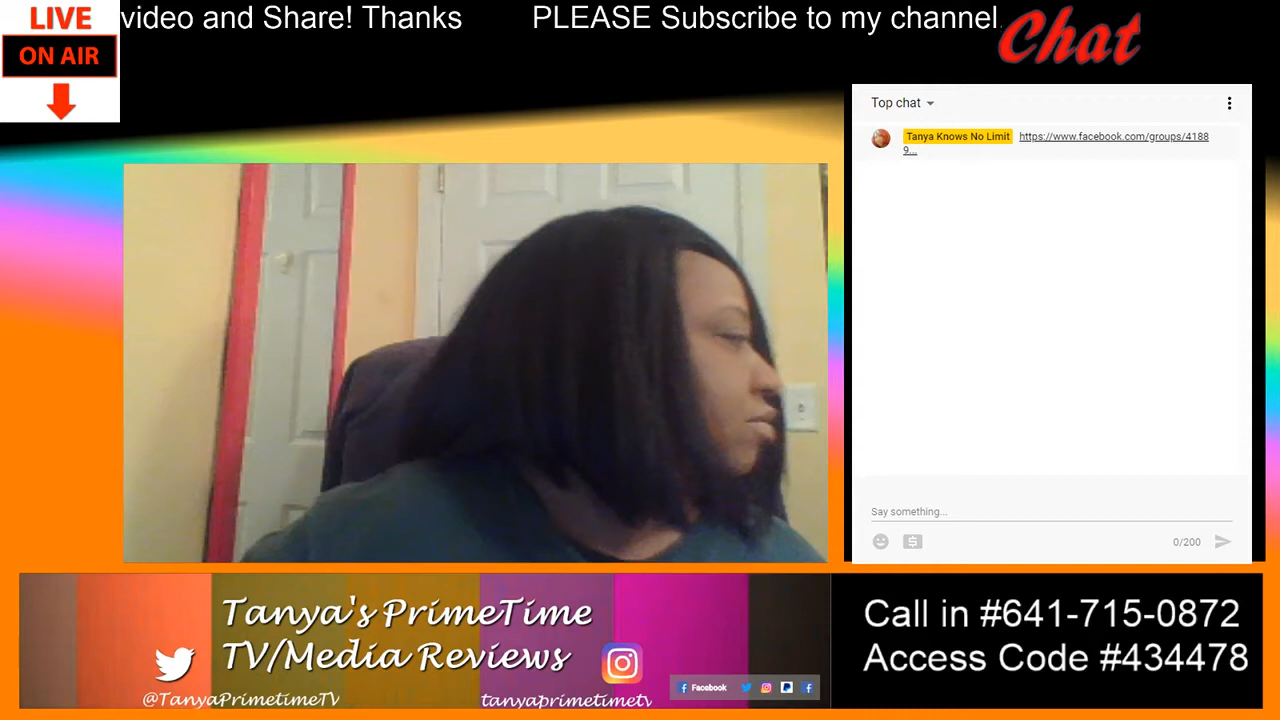 LIVE
ON AIR
video and Share! Thanks PLEASE Subscribe to my channel
Chat
Top chat
Tanya Knows No Limit https://www.facebook.com/groups/4188
9...
Say something...
0/200
Tanya's PrimeTime
TV/Media Reviews
@TanyaPrimetimeTV
tanyaprimetimetv
Facebook
Call in #641-715-0872
Access Code #434478